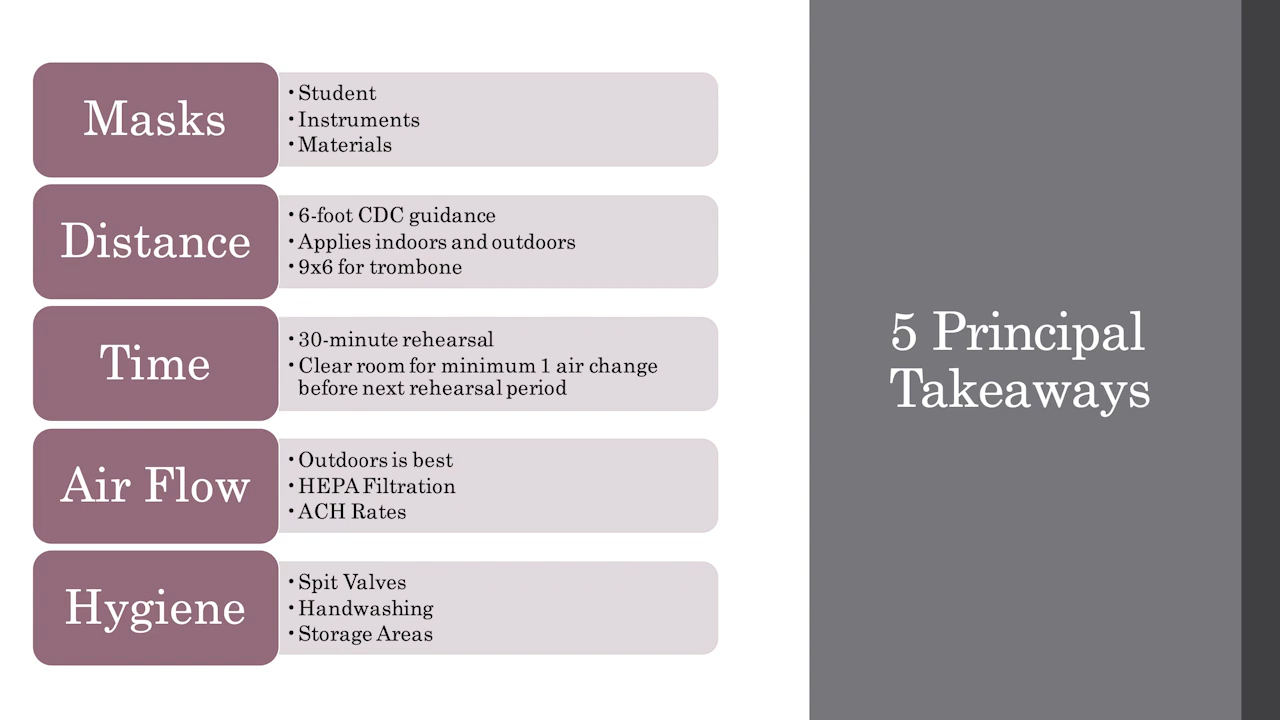 Masks
•Student
•Instruments
•Materials
Distance
•6-foot CDC guidance
•Applies indoors and outdoors
•9x6 for trombone
Time
•30-minute rehearsal
•Clear room for minimum 1 air change
before next rehearsal period
Air Flow
•Outdoors is best
•HEPA Filtration
•ACH Rates
Hygiene
•Spit Valves
•Handwashing
•Storage Areas
5 Principal
Takeaways